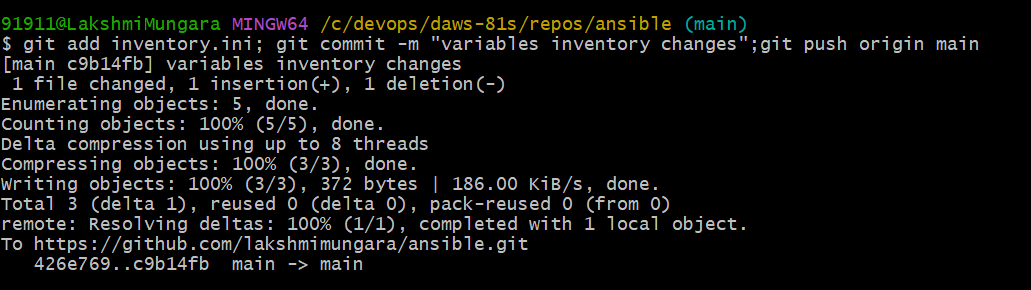 91911@LakshmiMungara MINGW64 /c/devops/daws-81s/repos/ansible (main)
$ git add inventory.ini; git commit -m "variables inventory changes";git push origin main
[main c9b14fb] variables inventory changes
 1 file changed, 1 insertion(+), 1 deletion(-)
Enumerating objects: 5, done.
Counting objects: 100% (5/5), done.
Delta compression using up to 8 threads
Compressing objects: 100% (3/3), done.
Writing objects: 100% (3/3), 372 bytes | 186.00 KiB/s, done.
Total 3 (delta 1), reused 0 (delta 0), pack-reused 0 (from 0)
remote: Resolving deltas: 100% (1/1), completed with 1 local object.
To https://github.com/lakshmimungara/ansible.git
   426e769..c9b14fb  main -> main